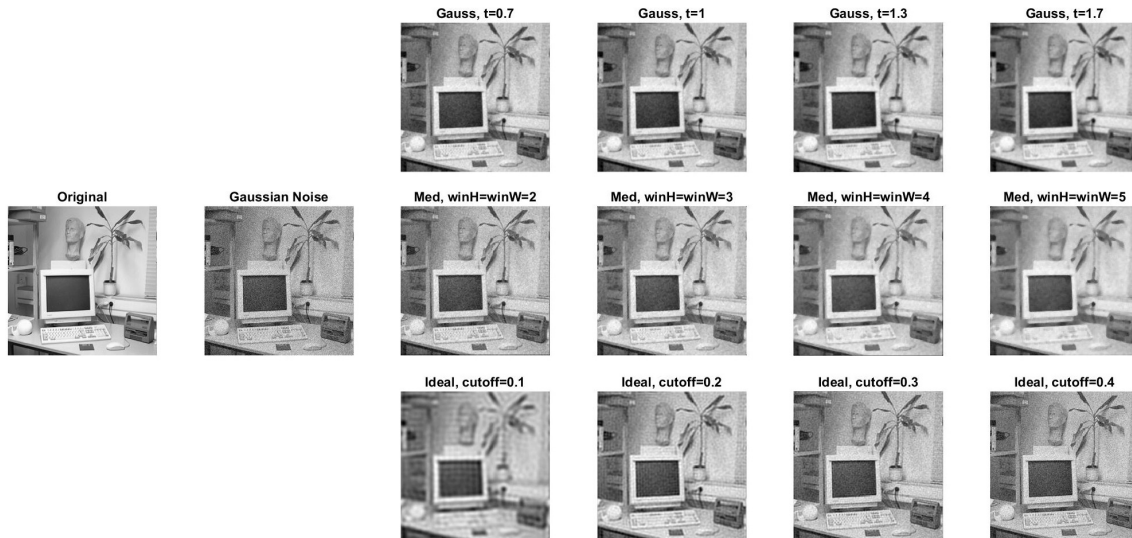 Gauss, t=0.7
Gauss, t=1
Gauss, t=1.3
Gauss, t=1.7
Original
Gaussian Noise
Med, winH=winW=2
Med, winH=winW=3
Med, winH=winW=4
Med, winH=winW=5
Ideal, cutoff=0.1
Ideal, cutoff=0.2
Ideal, cutoff=0.3
Ideal, cutoff=0.4